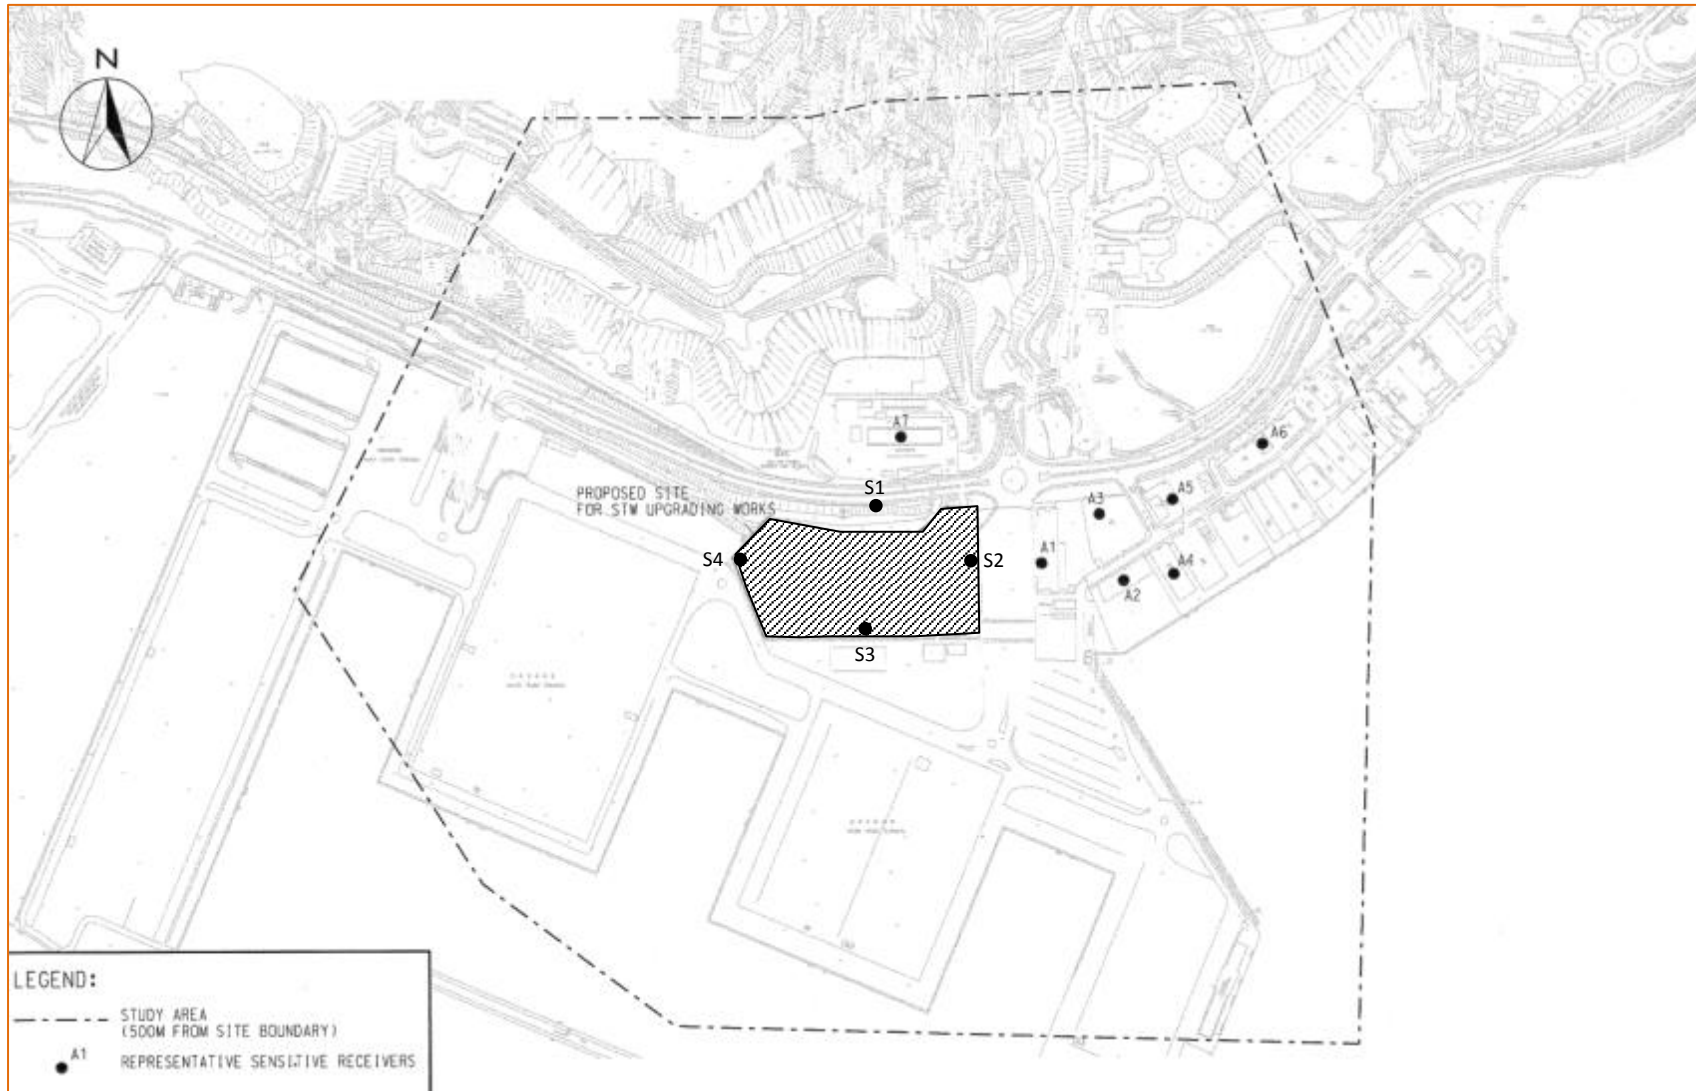 N
A7
A6
PROPOSED SITE
FOR STW UPGRADING WORKS
S1
A5
A3
S4
S2
A1
A4
A2
S3
LEGEND:
STUDY AREA
(500M FROM SITE BOUNDARY)
A1
REPRESENTATIVE SENSITIVE RECEIVERS